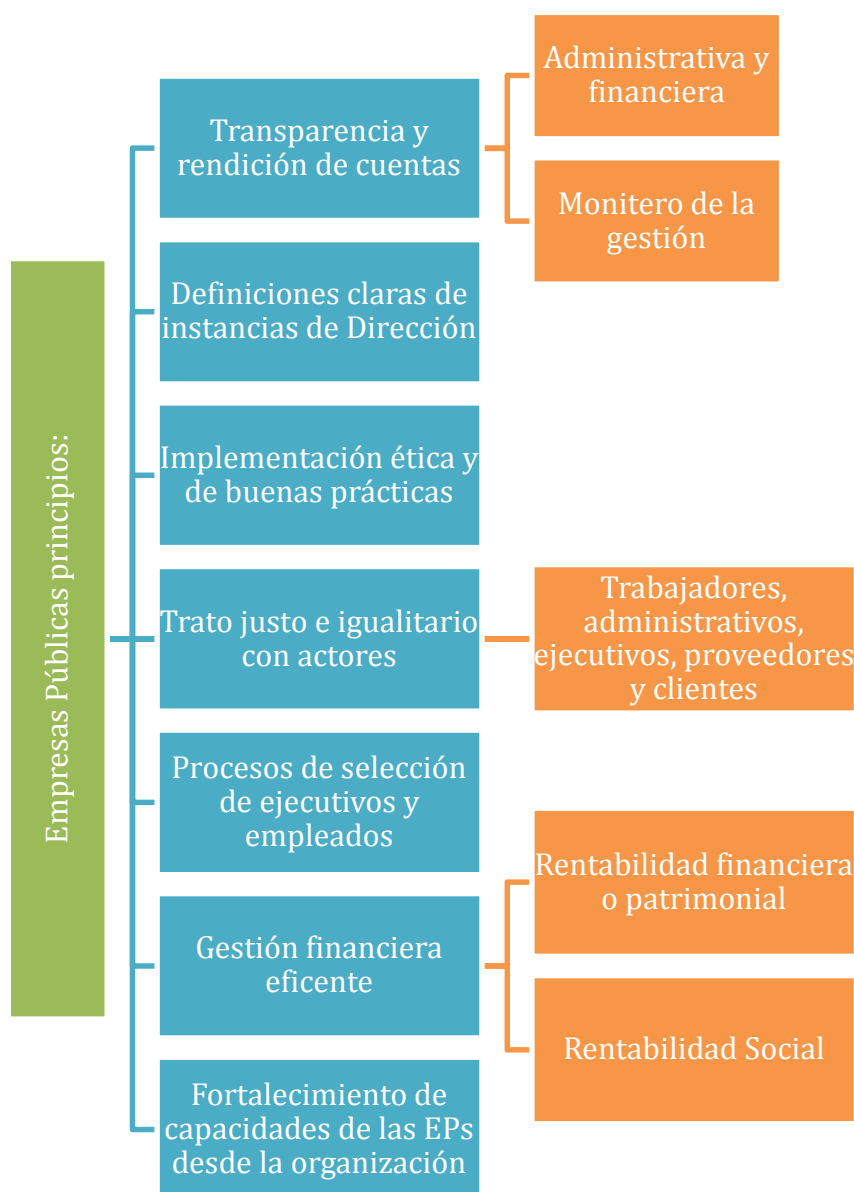 Empresas Públicas principios:
Transparencia y
rendición de cuentas
Administrativa y
financiera
Monitero de la
gestión
Definiciones claras de
instancias de Dirección
Implementación ética y
de buenas prácticas
Trato justo e igualitario
con actores
Trabajadores,
administrativos,
ejecutivos, proveedores
y clientes
Procesos de selección
de ejecutivos y
empleados
Gestión financiera
eficente
Rentabilidad financiera
o patrimonial
Rentabilidad Social
Fortalecimiento de
capacidades de las EPs
desde la organización